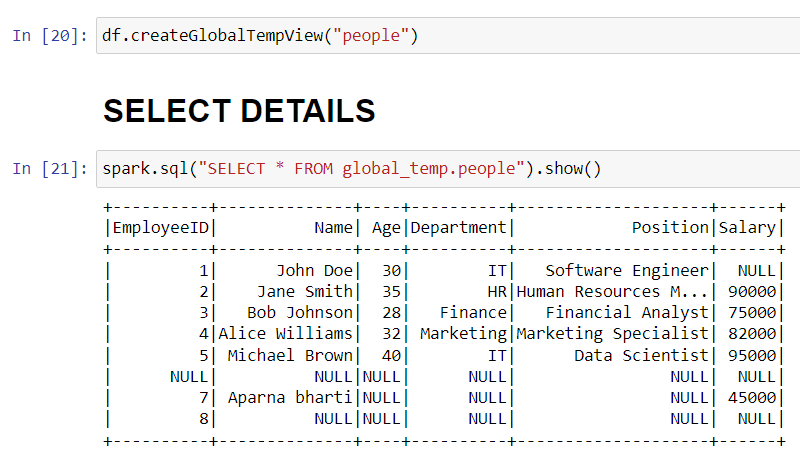 In [20]: df.createGlobalTempView("people")
SELECT DETAILS
In [21]: spark.sql("SELECT * FROM global_temp.people").show()
+----------+--------------+----+----------+--------------------+------+
|EmployeeID|          Name| Age|Department|            Position|Salary|
+----------+--------------+----+----------+--------------------+------+
|         1|      John Doe|  30|        IT|   Software Engineer|  NULL|
|         2|    Jane Smith|  35|        HR|Human Resources M...| 90000|
|         3|   Bob Johnson|  28|   Finance|   Financial Analyst| 75000|
|         4|Alice Williams|  32| Marketing|Marketing Specialist| 82000|
|         5| Michael Brown|  40|        IT|      Data Scientist| 95000|
|      NULL|          NULL|NULL|      NULL|                NULL|  NULL|
|         7| Aparna bharti|NULL|      NULL|                NULL| 45000|
|         8|          NULL|NULL|      NULL|                NULL|  NULL|
+----------+--------------+----+----------+--------------------+------+